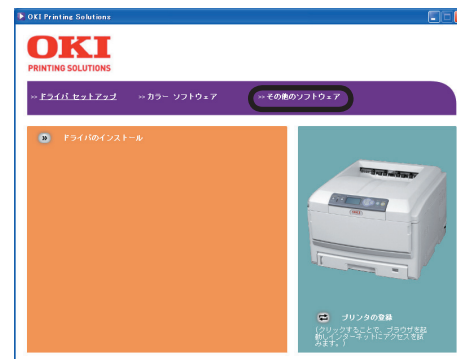 OKI Printing Solutions
OKI
PRINTING SOLUTIONS
>> ドライバ セットアップ >> カラー ソフトウェア >> その他のソフトウェア
>> ドライバのインストール
OKI
プリンタの登録
(クリックすることで、ブラウザを起
動しインターネットにアクセスを試
みます。)